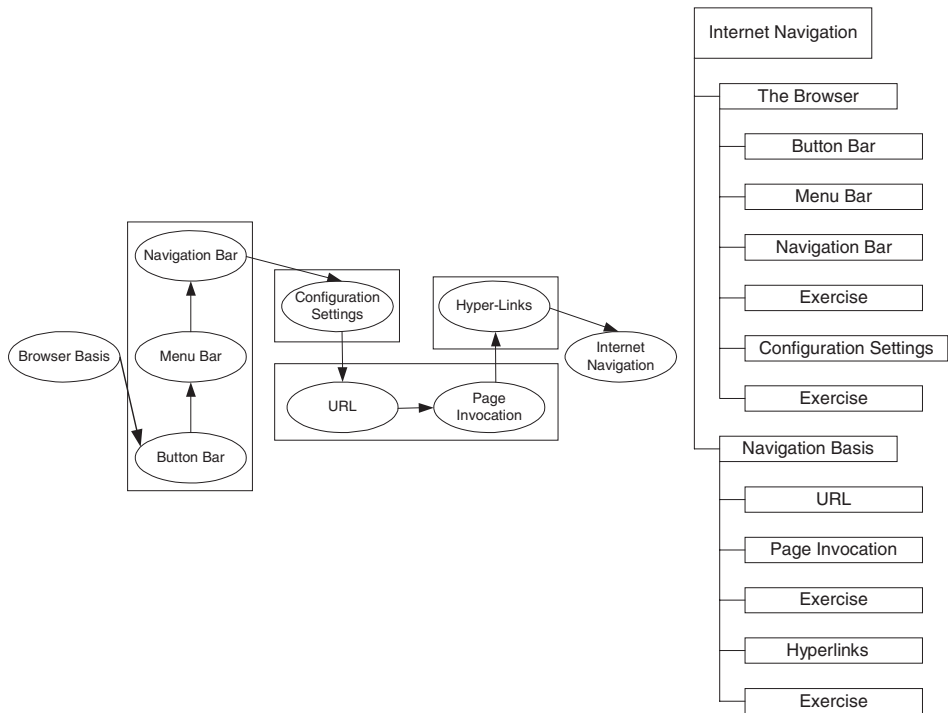 Browser Basis
Navigation Bar
Menu Bar
Button Bar
Configuration
Settings
URL
Page
Invocation
Hyper-Links
Internet
Navigation
Internet Navigation
The Browser
Button Bar
Menu Bar
Navigation Bar
Exercise
Configuration Settings
Exercise
Navigation Basis
URL
Page Invocation
Exercise
Hyperlinks
Exercise